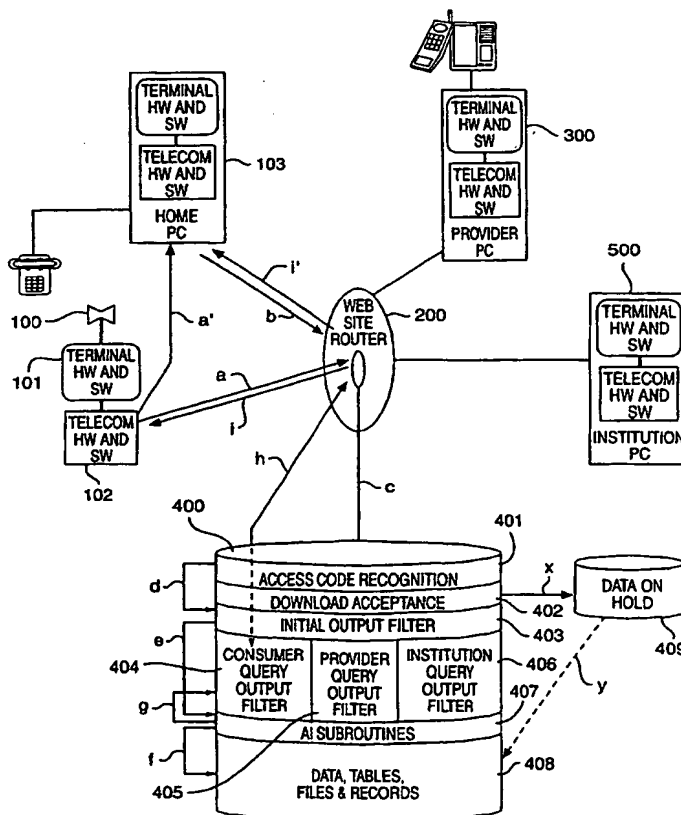 TERMINAL
HW AND
SW
TELECOM
HW AND
SW
HOME
PC
103
TERMINAL
HW AND
SW
TELECOM
HW AND
SW
PROVIDER
PC
300
500
TERMINAL
HW AND
SW
TELECOM
HW AND
SW
INSTITUTION
PC
WEB
SITE
ROUTER
200
i'
b
a'
100
101
TERMINAL
HW AND
SW
TELECOM
HW AND
SW
102
a
i
h
c
400
401
ACCESS CODE RECOGNITION
d
DOWNLOAD ACCEPTANCE
402
x
DATA ON
HOLD
409
INITIAL OUTPUT FILTER
403
e
404
CONSUMER
QUERY
OUTPUT
FILTER
PROVIDER
QUERY
OUTPUT
FILTER
INSTITUTION
QUERY
OUTPUT
FILTER
406
y
g
407
AI SUBROUTINES
f
405
408
DATA, TABLES,
FILES & RECORDS